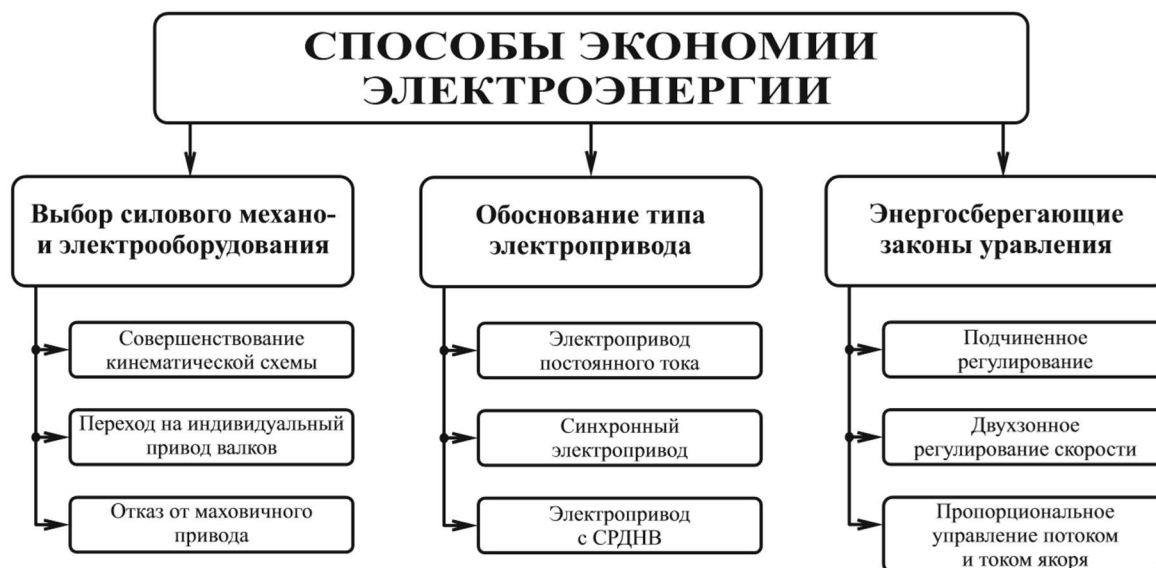 СПОСОБЫ ЭКОНОМИИ
ЭЛЕКТРОЭНЕРГИИ
Выбор силового механо-
и электрооборудования
Совершенствование
кинематической схемы
Переход на индивидуальный
привод валков
Отказ от маховичного
привода
Обоснование типа
электропривода
Электропривод
постоянного тока
Синхронный
электропривод
Электропривод
с СРДНВ
Энергосберегающие
законы уравления
Подчиненное
регулирование
Двухзонное
регулирование скорости
Пропорциональное
управление потоком
и током якоря